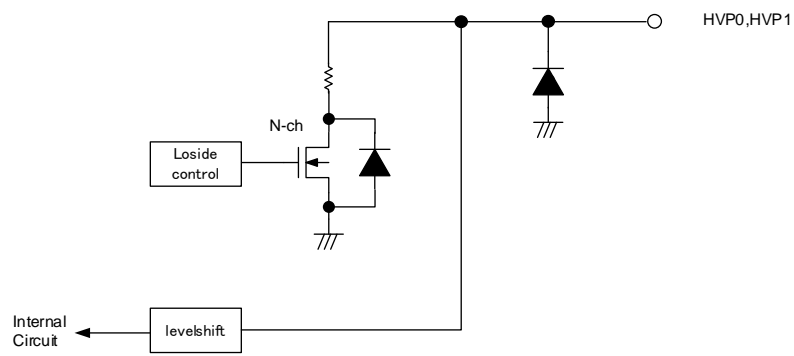 HVP0,HVP1
N-ch
Loside
control
Internal
Circuit
levelshift